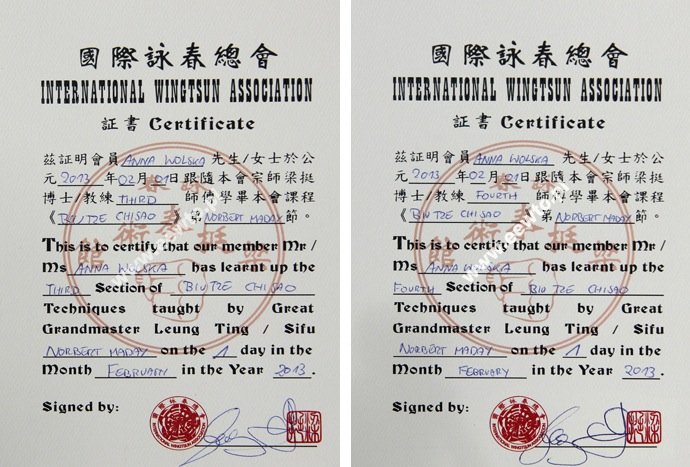 國際詠春總會
INTERNATIONAL WINGTSUN ASSOCIATION
証書 Certificate
茲証明會員 ANNA WOLSKA 先生/女士於公
元 2013 年 02 月 01 日跟隨本會宗師梁挺
博士/教練 THIRD 師傅學畢本會課程
《 BIU TZE CHISAO 》第 NORBERT MADAY 節。
This is to certify that our member Mr /
Ms ANNA WOLSKA has learnt up the
THIRD Section of BIU TZE CHISAO
Techniques taught by Great
Grandmaster Leung Ting / Sifu
NORBERT MADAY on the 1 day in the
Month FEBRUARY in the Year 2013.
Signed by:
國際詠春總會
INTERNATIONAL WINGTSUN ASSOCIATION
証書 Certificate
茲証明會員 ANNA WOLSKA 先生/女士於公
元 2013 年 02 月 01 日跟隨本會宗師梁挺
博士/教練 FOURTH 師傅學畢本會課程
《 BIU TZE CHISAO 》第 NORBERT MADAY 節。
This is to certify that our member Mr /
Ms ANNA WOLSKA has learnt up the
FOURTH Section of BIU TZE CHISAO
Techniques taught by Great
Grandmaster Leung Ting / Sifu
NORBERT MADAY on the 1 day in the
Month FEBRUARY in the Year 2013.
Signed by: